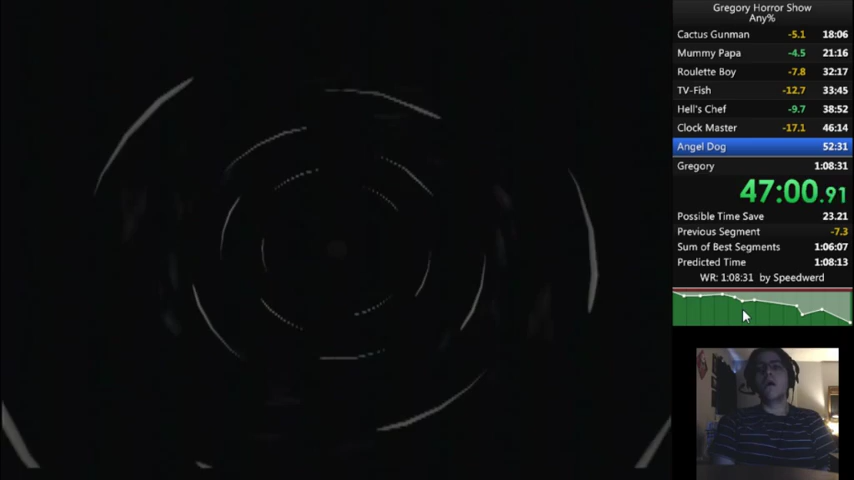 Gregory Horror Show
Any%
Cactus Gunman -5.1 18:06
Mummy Papa -4.5 21:16
Roulette Boy -7.8 32:17
TV-Fish -12.7 33:45
Hell's Chef -9.7 38:52
Clock Master -17.1 46:14
Angel Dog 52:31
Gregory 1:08:31
47:00.91
Possible Time Save 23.21
Previous Segment -7.3
Sum of Best Segments 1:06:07
Predicted Time 1:08:13
WR: 1:08:31 by Speedwerd